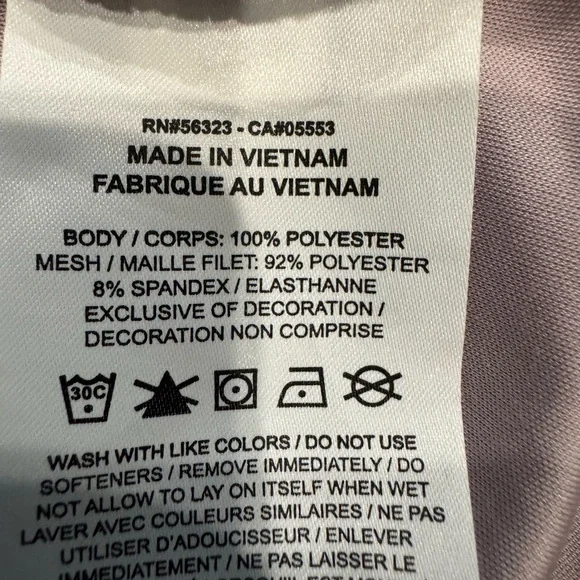 RN#56323 - CA#05553
MADE IN VIETNAM
FABRIQUE AU VIETNAM
BODY / CORPS: 100% POLYESTER
MESH / MAILLE FILET: 92% POLYESTER
8% SPANDEX / ELASTHANNE
EXCLUSIVE OF DECORATION /
DECORATION NON COMPRISE
30C
WASH WITH LIKE COLORS / DO NOT USE
SOFTENERS / REMOVE IMMEDIATELY / DO
NOT ALLOW TO LAY ON ITSELF WHEN WET
LAVER AVEC COULEURS SIMILAIRES / NE PAS
UTILISER D'ADOUCISSEUR / ENLEVER
IMMEDIATEMENT / NE PAS LAISSER LE